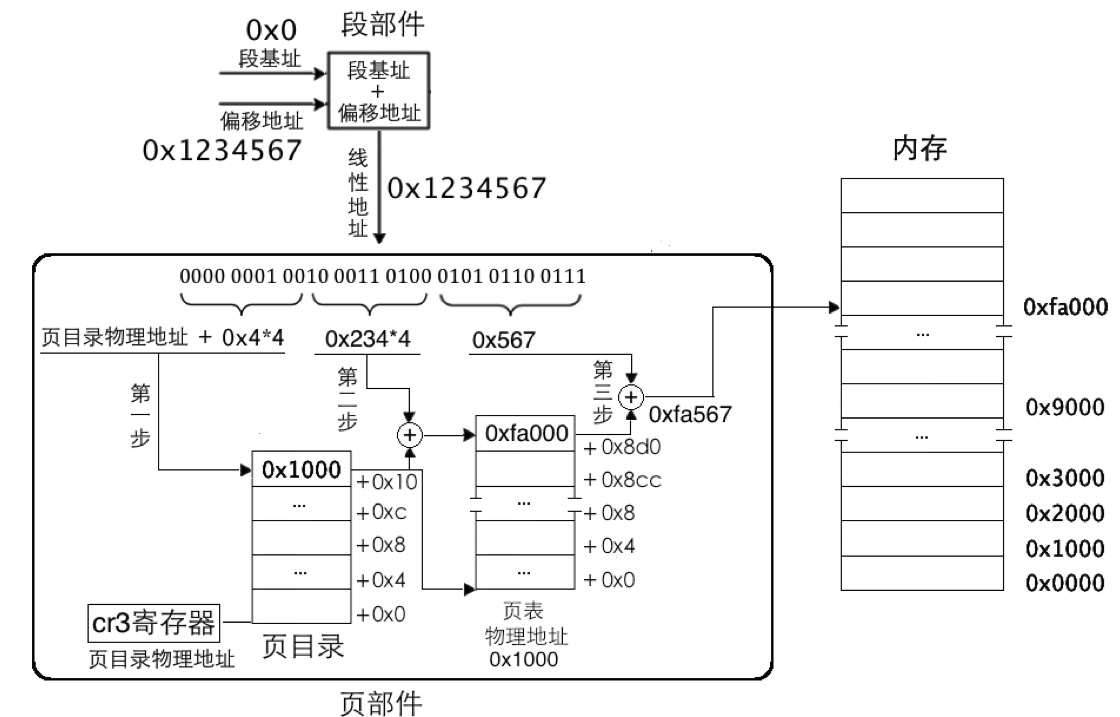 0x0
段部件
段基址
段基址
+
偏移地址
偏移地址
0x1234567
线性地址
0x1234567
内存
0000 0001 0010 0011 0100 0101 0110 0111
页目录物理地址 + 0x4*4
0x234*4
0x567
第一步
第二步
第三步
+
+
0xfa567
0xfa000
+0x8d0
+0x8cc
...
+0x8
+0x4
...
+0x0
0x1000
+0x10
...
+0xc
+0x8
...
+0x4
+0x0
cr3寄存器
页目录物理地址
页目录
页表
物理地址
0x1000
页部件
0xfa000
...
0x9000
...
0x3000
0x2000
0x1000
0x0000